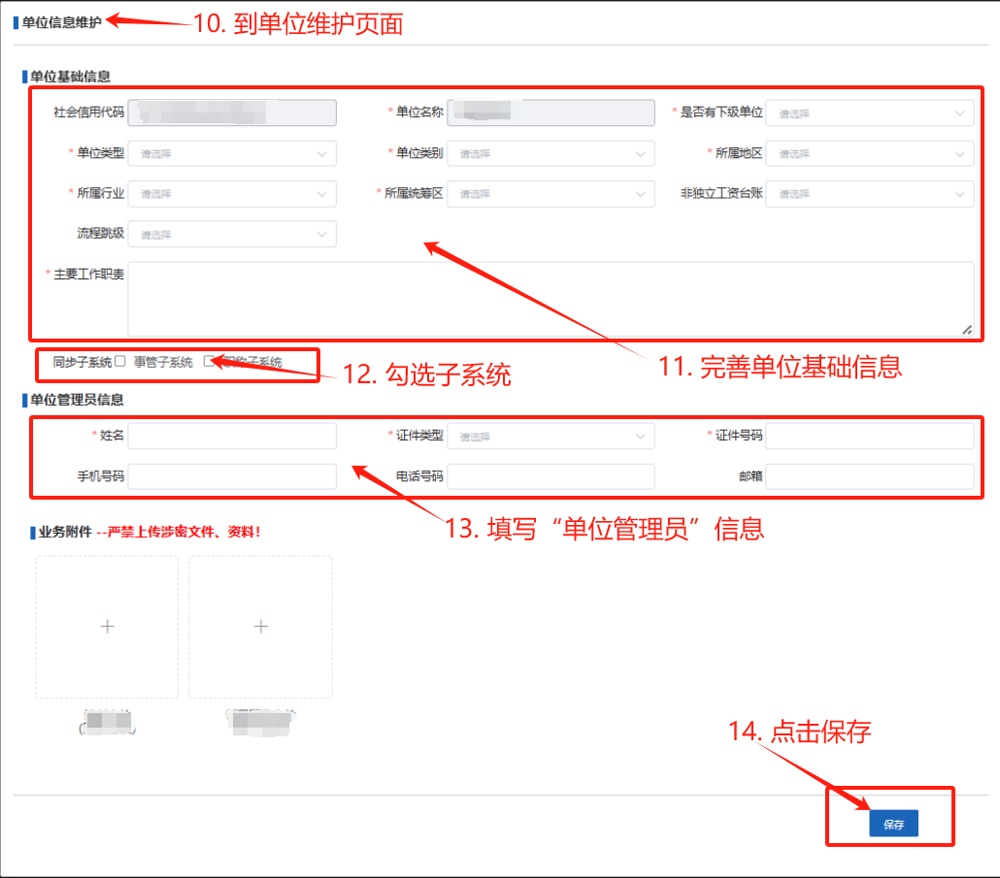 单位信息维护 10. 到单位维护页面
单位基础信息
社会信用代码 * 单位名称 * 是否有下级单位 请选择
* 单位类型 请选择 * 单位类别 请选择 * 所属地区 请选择
* 所属行业 请选择 * 所属统筹区 请选择 非独立工资台账 请选择
流程跳级 请选择
* 主要工作职责
同步子系统 事管子系统 子系统
12. 勾选子系统
11. 完善单位基础信息
单位管理员信息
* 姓名 * 证件类型 请选择 * 证件号码
手机号码 电话号码 邮箱
13. 填写“单位管理员”信息
业务附件 --严禁上传涉密文件、资料!
14. 点击保存
保存